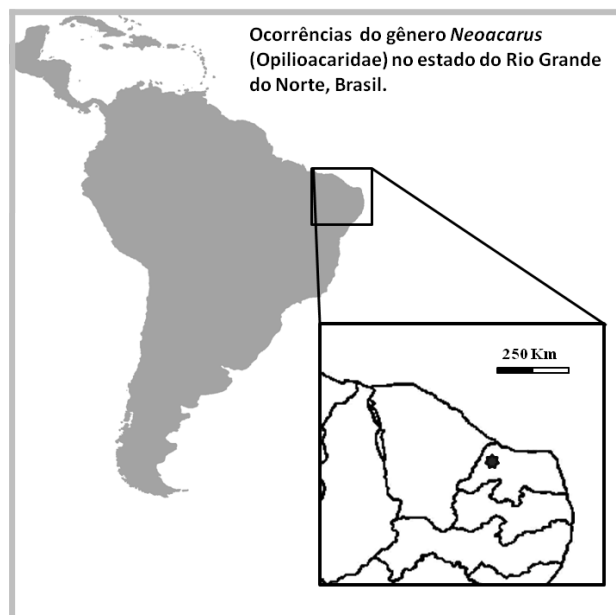 Ocorrências do gênero Neoacarus
(Opilioacaridae) no estado do Rio Grande
do Norte, Brasil.
250 Km